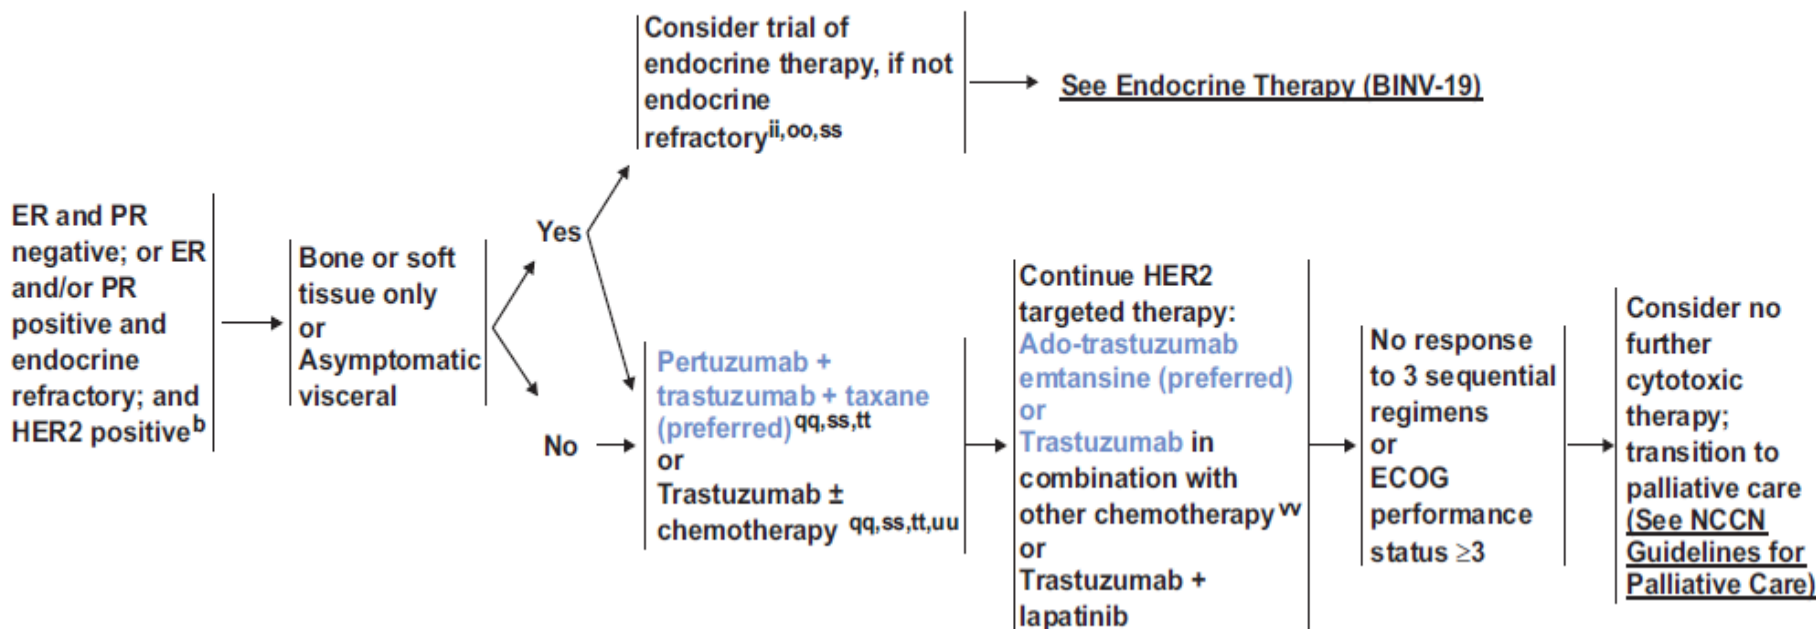 Consider trial of
endocrine therapy, if not
endocrine
refractory ii,oo,ss
See Endocrine Therapy (BINV-19)
ER and PR
negative; or ER
and/or PR
positive and
endocrine
refractory; and
HER2 positive b
Bone or soft
tissue only
or
Asymptomatic
visceral
Yes
No
Pertuzumab +
trastuzumab + taxane
(preferred) qq,ss,tt
or
Trastuzumab ±
chemotherapy qq,ss,tt,uu
Continue HER2
targeted therapy:
Ado-trastuzumab
emtansine (preferred)
or
Trastuzumab in
combination with
other chemotherapy vv
or
Trastuzumab +
lapatinib
No response
to 3 sequential
regimens
or
ECOG
performance
status ≥3
Consider no
further
cytotoxic
therapy;
transition to
palliative care
(See NCCN
Guidelines for
Palliative Care)